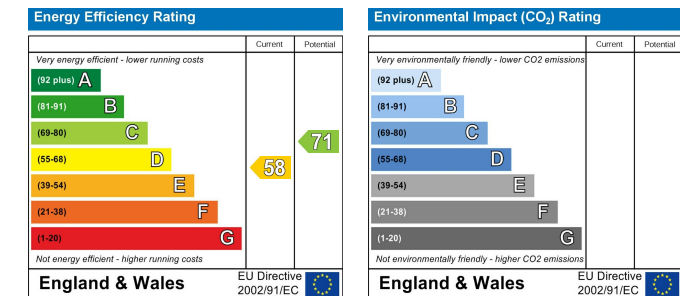 Energy Efficiency Rating
Current Potential
Very energy efficient - lower running costs
(92 plus) A
(81-91) B
(69-80) C
71
(55-68) D
58
(39-54) E
(21-38) F
(1-20) G
Not energy efficient - higher running costs
England & Wales
EU Directive
2002/91/EC
Environmental Impact (CO₂) Rating
Current Potential
Very environmentally friendly - lower CO2 emissions
(92 plus) A
(81-91) B
(69-80) C
(55-68) D
(39-54) E
(21-38) F
(1-20) G
Not environmentally friendly - higher CO2 emissions
England & Wales
EU Directive
2002/91/EC